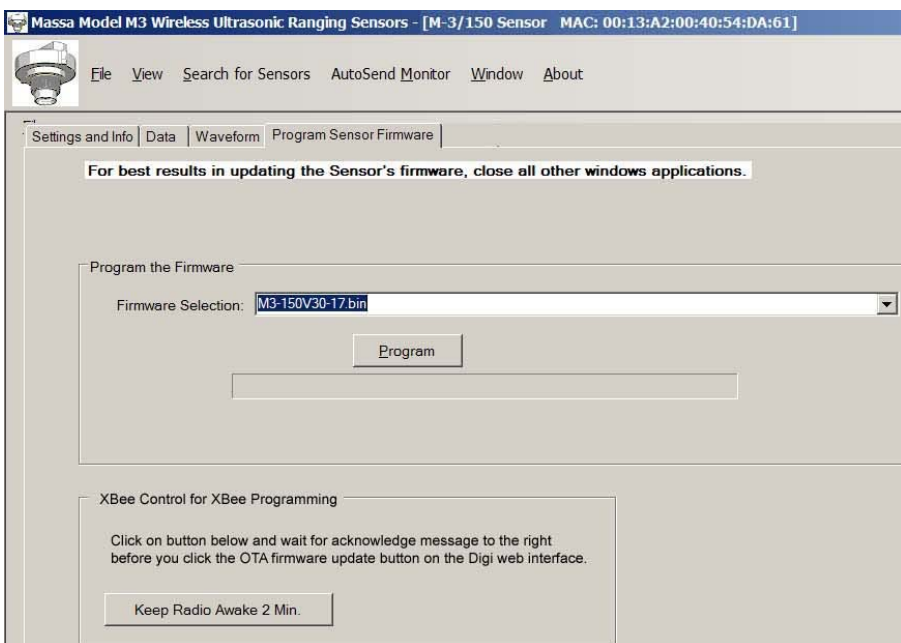 Massa Model M3 Wireless Ultrasonic Ranging Sensors - [M-3/150 Sensor MAC: 00:13:A2:00:40:54:DA:61]
File View Search for Sensors AutoSend Monitor Window About
Settings and Info Data Waveform Program Sensor Firmware
For best results in updating the Sensor's firmware, close all other windows applications.
Program the Firmware
Firmware Selection: M3-150V30-17.bin
Program
XBee Control for XBee Programming
Click on button below and wait for acknowledge message to the right
before you click the OTA firmware update button on the Digi web interface.
Keep Radio Awake 2 Min.